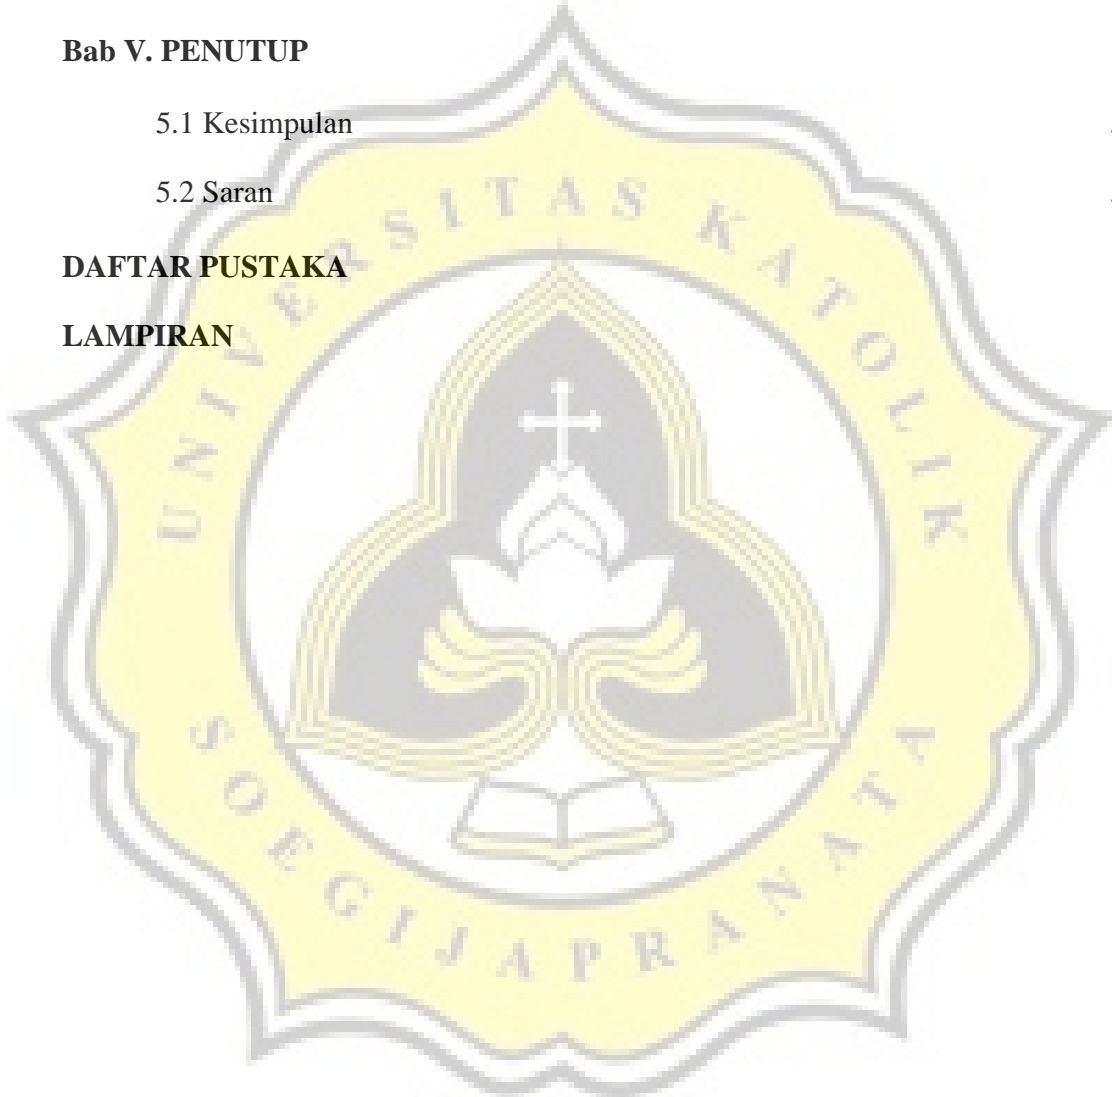 Bab V. PENUTUP
5.1 Kesimpulan
5.2 Saran
DAFTAR PUSTAKA
LAMPIRAN
UNIVERSITAS KATOLIK
SOEGIJAPRANATA